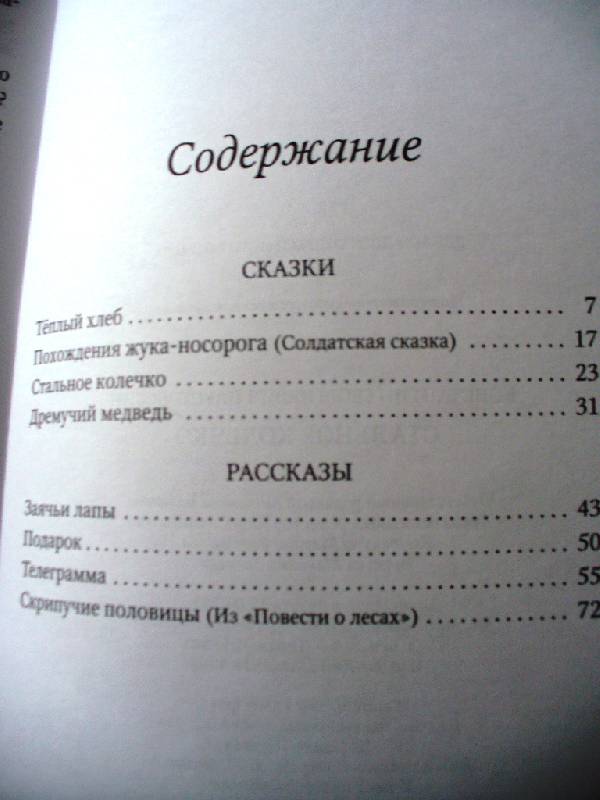 Содержание
СКАЗКИ
Тёплый хлеб ........................................ 7
Похождения жука-носорога (Солдатская сказка) .......... 17
Стальное колечко ................................... 23
Дремучий медведь ................................... 31
РАССКАЗЫ
Заячьи лапы ........................................ 43
Подарок ............................................ 50
Телеграмма ......................................... 55
Скрипучие половицы (Из «Повести о лесах») ............. 72